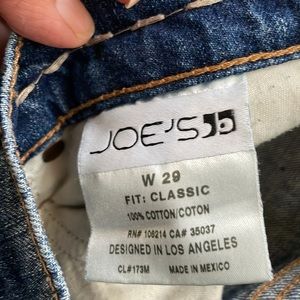 JOE'S
W 29
FIT: CLASSIC
100% COTTON/COTON
RN# 106214 CA# 35037
DESIGNED IN LOS ANGELES
CL#173M MADE IN MEXICO